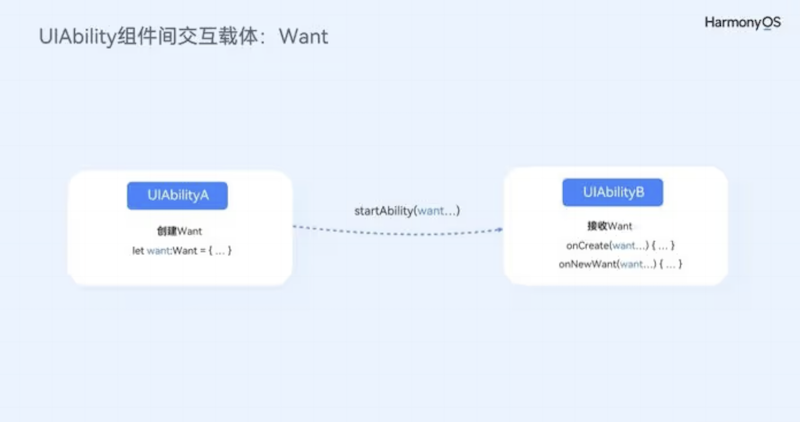 UIAbility组件间交互载体：Want
HarmonyOS
UIAbilityA
创建Want
let want:Want = { ... }
startAbility(want...)
UIAbilityB
接收Want
onCreate(want...) { ... }
onNewWant(want...) { ... }